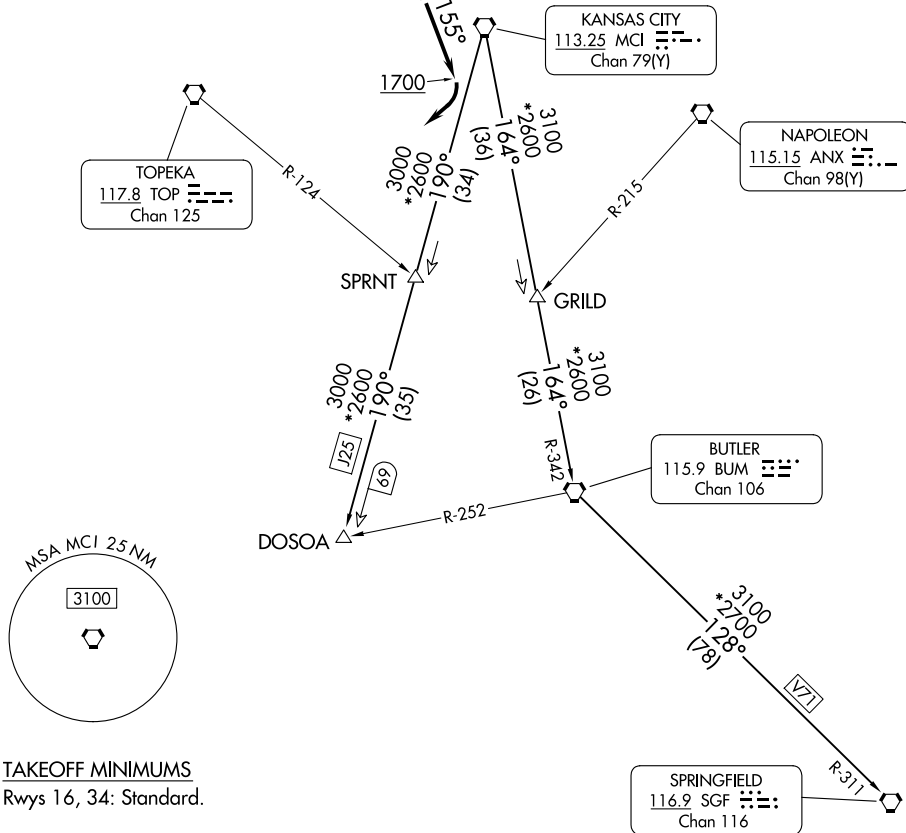 155°
1700
KANSAS CITY
113.25 MCI
Chan 79(Y)
TOPEKA
117.8 TOP
Chan 125
R-124
3000
*2600
190°
(34)
3100
*2600
164°
(36)
NAPOLEON
115.15 ANX
Chan 98(Y)
R-215
SPRNT
GRILD
3000
*2600
190°
(35)
J25
69
3100
*2600
164°
(26)
R-342
BUTLER
115.9 BUM
Chan 106
R-252
DOSOA
MSA MCI 25 NM
3100
3100
*2700
128°
(78)
V71
R-311
SPRINGFIELD
116.9 SGF
Chan 116
TAKEOFF MINIMUMS
Rwys 16, 34: Standard.